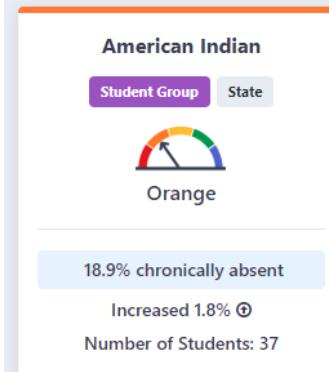 American Indian
Student Group State
Orange
18.9% chronically absent
Increased 1.8%
Number of Students: 37